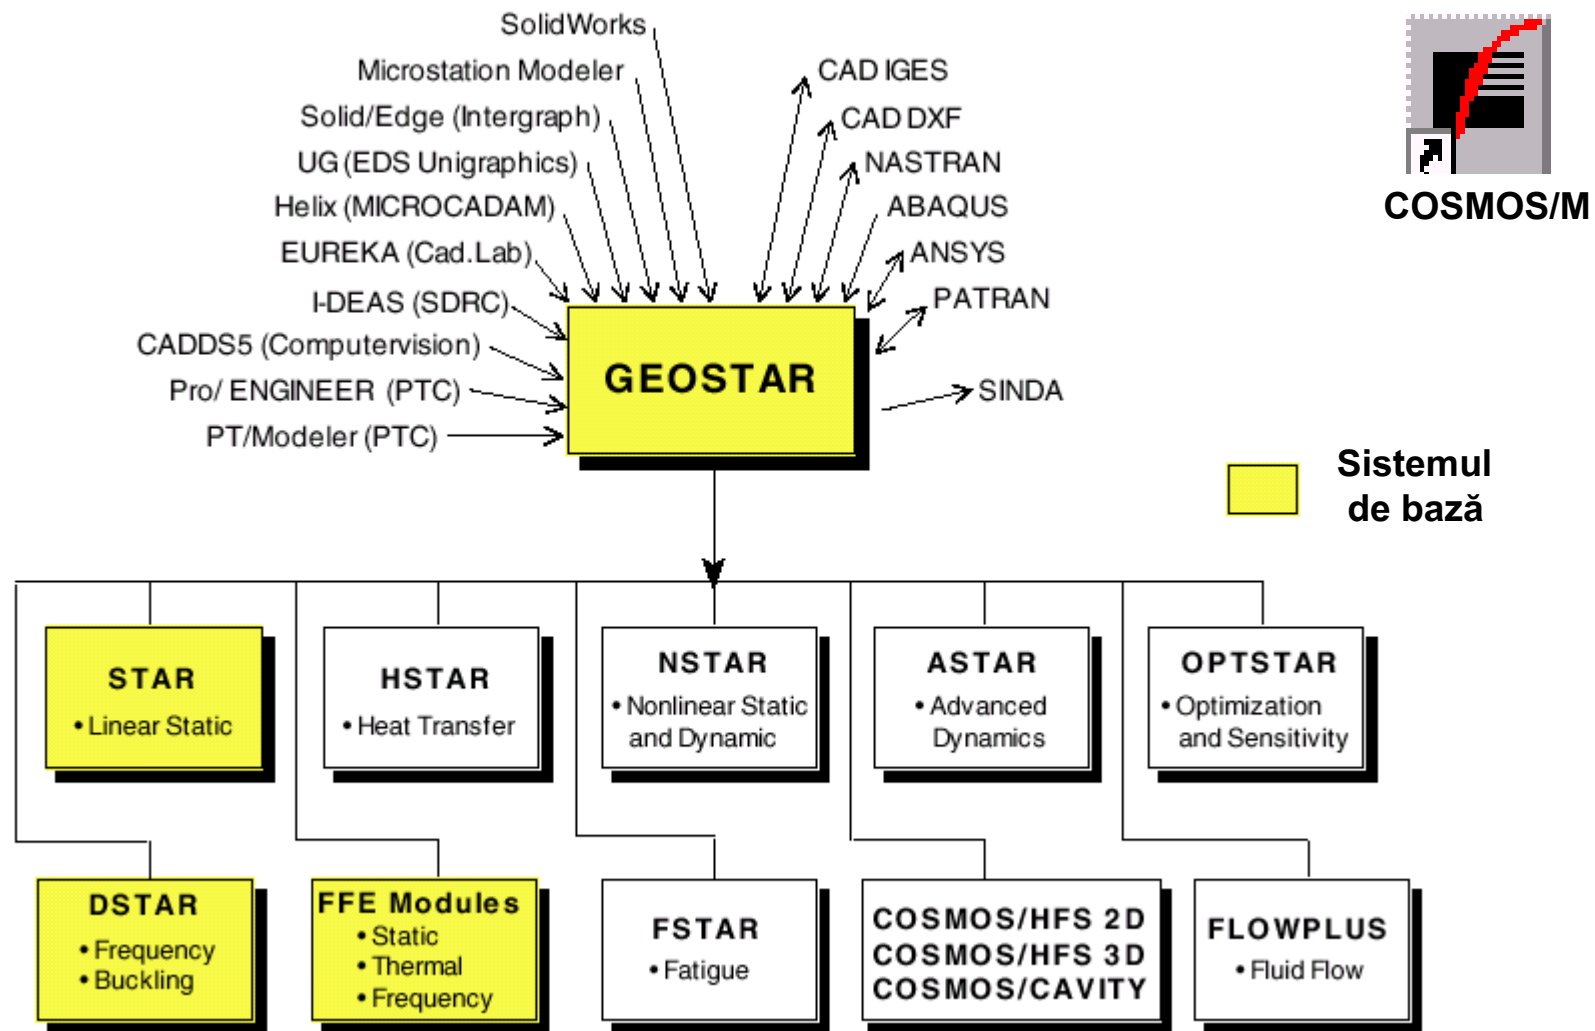 SolidWorks
Microstation Modeler
Solid/Edge (Intergraph)
UG (EDS Unigraphics)
Helix (MICROCADAM)
EUREKA (Cad.Lab)
I-DEAS (SDRC)
CADDS5 (Computervision)
Pro/ ENGINEER (PTC)
PT/Modeler (PTC)
CAD IGES
CAD DXF
NASTRAN
ABAQUS
ANSYS
PATRAN
SINDA
COSMOS/M
GEOSTAR
Sistemul
de bază
STAR
• Linear Static
HSTAR
• Heat Transfer
NSTAR
• Nonlinear Static
and Dynamic
ASTAR
• Advanced
Dynamics
OPTSTAR
• Optimization
and Sensitivity
DSTAR
• Frequency
• Buckling
FFE Modules
• Static
• Thermal
• Frequency
FSTAR
• Fatigue
COSMOS/HFS 2D
COSMOS/HFS 3D
COSMOS/CAVITY
FLOWPLUS
• Fluid Flow